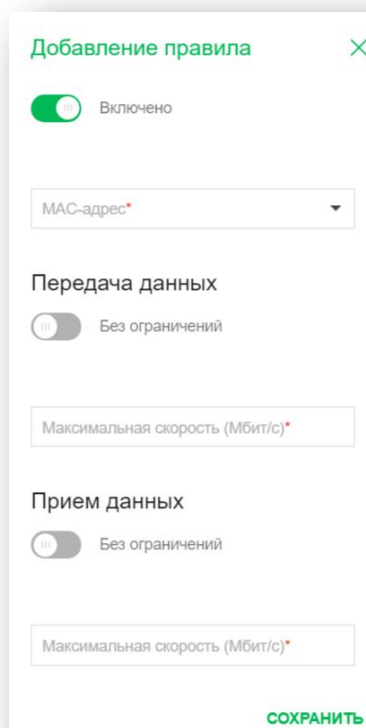 Добавление правила
Включено
MAC-адрес*
Передача данных
Без ограничений
Максимальная скорость (Мбит/с)*
Прием данных
Без ограничений
Максимальная скорость (Мбит/с)*
СОХРАНИТЬ